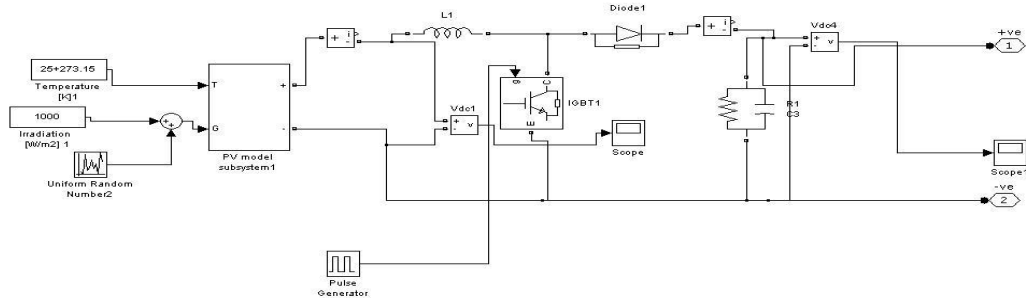 L1
Diode1
Vdc4
+ve
1
25+273.15
Temperature
[K]1
1000
Irradiation
[W/m2] 1
Uniform Random
Number2
T
G
+
-
PV model
subsystem1
+
i
-
Vdc1
+
-
v
g
C
E
IGBT1
Scope
+
i
-
+
-
v
R1
C3
Scope1
-ve
2
Pulse
Generator